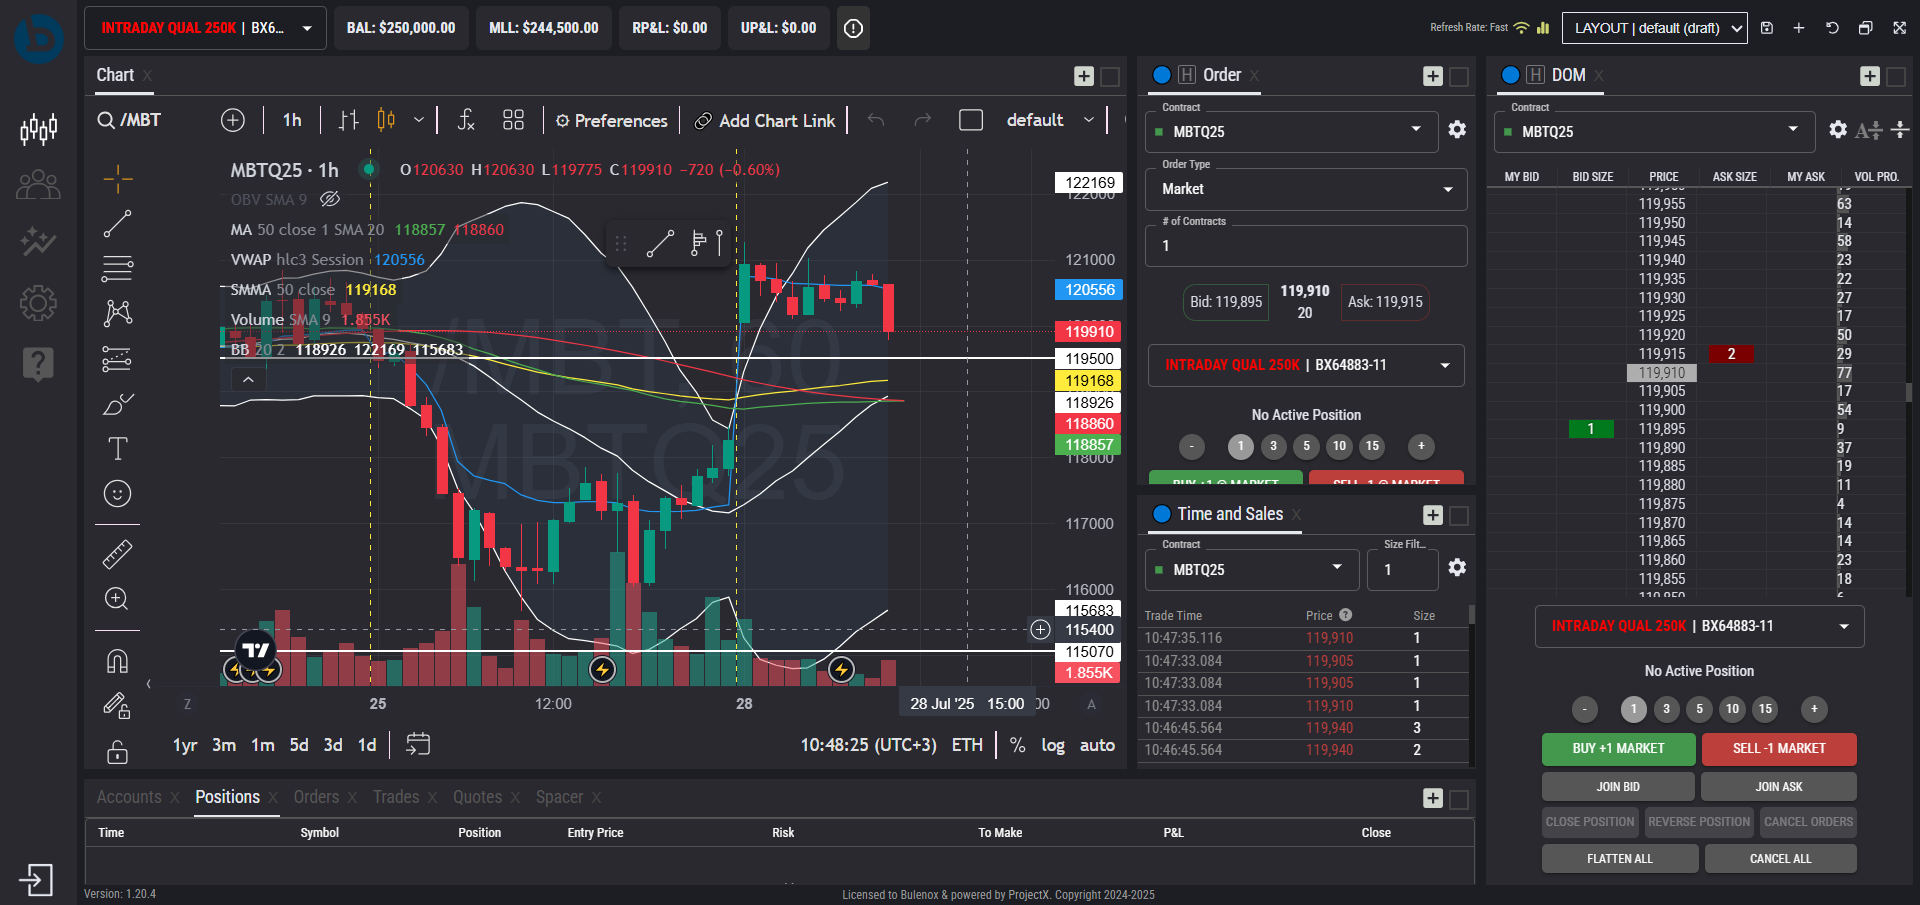 INTRADAY QUAL 250K | BX6...
BAL: $250,000.00
MLL: $244,500.00
RP&L: $0.00
UP&L: $0.00
Refresh Rate: Fast
LAYOUT | default (draft)
Chart X
/MBT
1h
Preferences
Add Chart Link
default
MBTQ25 · 1h O120630 H120630 L119775 C119910 −720 (−0.60%)
OBV SMA 9
MA 50 close 1 SMA 20 118857 118860
VWAP hlc3 Session 120556
SMMA 50 close 119168
Volume SMA 9 1.855K
BB 20 2 118926 122169 115683
/MBT, 60
MBTQ25
122169
122000
121000
120556
119910
119500
119168
118926
118860
118857
118000
117000
116000
115683
115400
115070
1.855K
Z
25
12:00
28
28 Jul '25 15:00
:00
A
1yr 3m 1m 5d 3d 1d
10:48:25 (UTC+3) ETH % log auto
H Order X
Contract
MBTQ25
Order Type
Market
# of Contracts
1
Bid: 119,895
119,910
20
Ask: 119,915
INTRADAY QUAL 250K | BX64883-11
No Active Position
- 1 3 5 10 15 +
BUY +1 @ MARKET
SELL -1 @ MARKET
Time and Sales X
Contract
MBTQ25
Size Filt...
1
Trade Time Price ? Size
10:47:35.116 119,910 1
10:47:33.084 119,905 1
10:47:33.084 119,905 1
10:47:33.084 119,910 1
10:46:45.564 119,940 3
10:46:45.564 119,940 2
H DOM X
Contract
MBTQ25
MY BID BID SIZE PRICE ASK SIZE MY ASK VOL PRO.
119,955 63
119,950 14
119,945 58
119,940 23
119,935 22
119,930 27
119,925 17
119,920 50
119,915 2 29
119,910 77
119,905 17
119,900 54
1 119,895 9
119,890 37
119,885 19
119,880 11
119,875 4
119,870 14
119,865 14
119,860 23
119,855 18
119,850 6
INTRADAY QUAL 250K | BX64883-11
No Active Position
- 1 3 5 10 15 +
BUY +1 MARKET
SELL -1 MARKET
JOIN BID
JOIN ASK
CLOSE POSITION
REVERSE POSITION
CANCEL ORDERS
FLATTEN ALL
CANCEL ALL
Accounts X Positions X Orders X Trades X Quotes X Spacer X
Time Symbol Position Entry Price Risk To Make P&L Close
Version: 1.20.4
Licensed to Bulenox & powered by ProjectX. Copyright 2024-2025